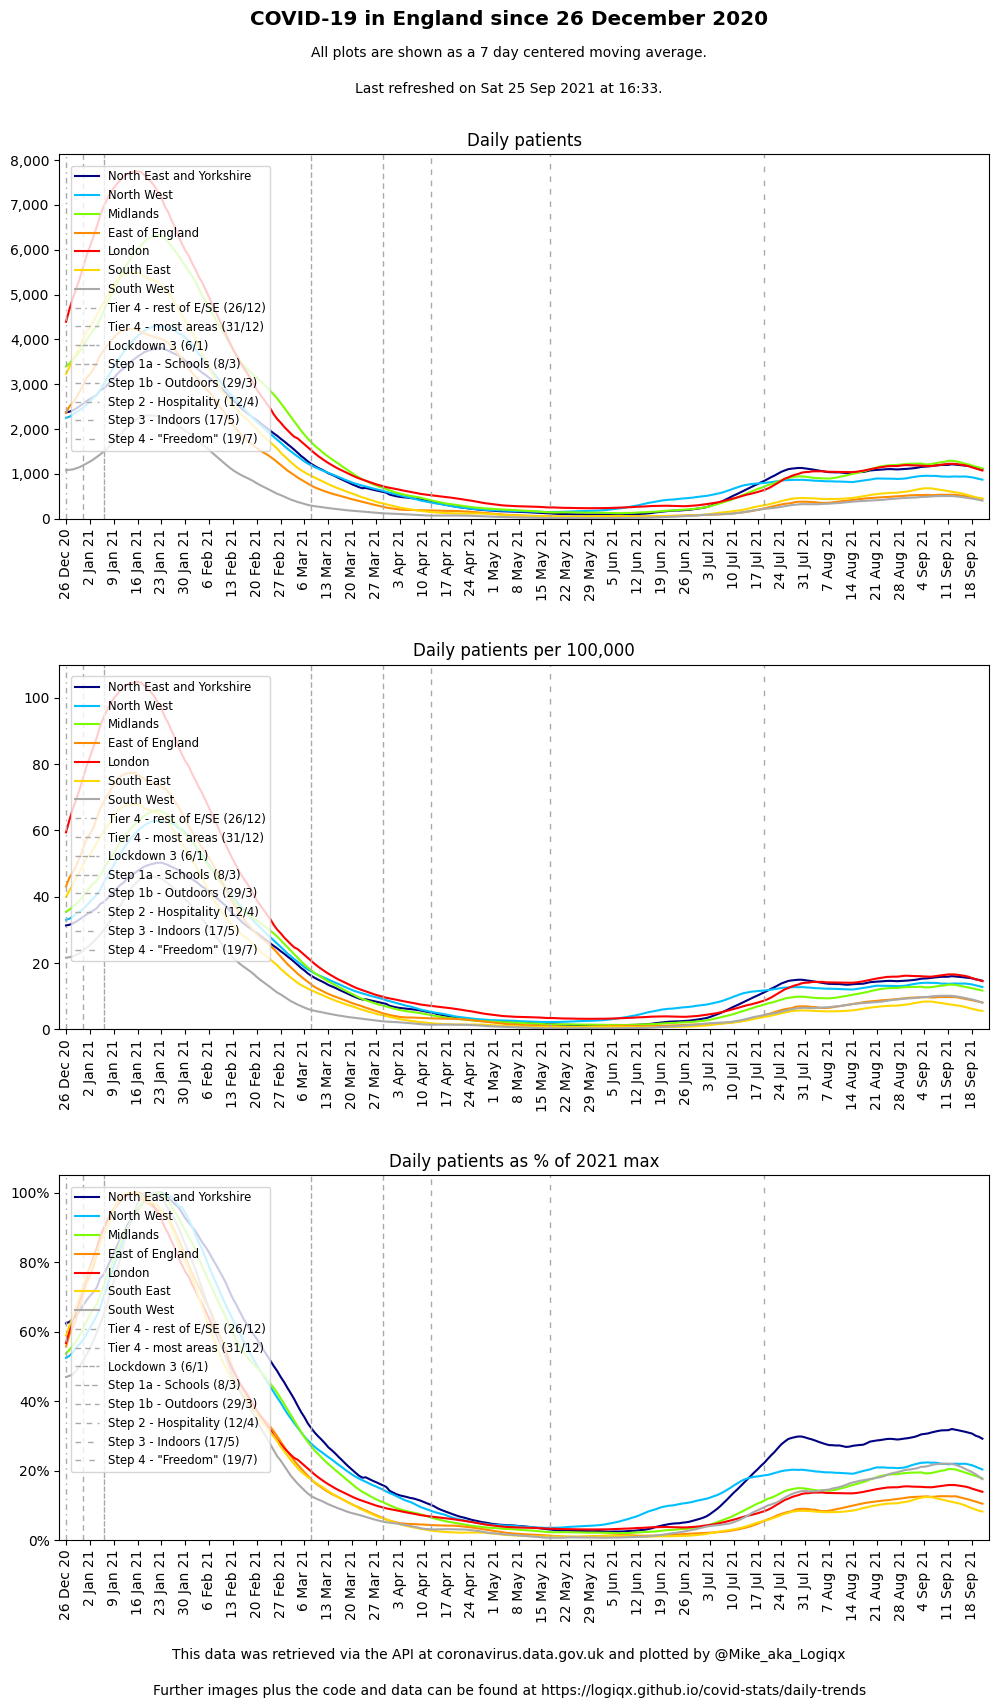 COVID-19 in England since 26 December 2020
All plots are shown as a 7 day centered moving average.
Last refreshed on Sat 25 Sep 2021 at 16:33.
Daily patients
8,000
7,000
6,000
5,000
4,000
3,000
2,000
1,000
0
North East and Yorkshire
North West
Midlands
East of England
London
South East
South West
Tier 4 - rest of E/SE (26/12)
Tier 4 - most areas (31/12)
Lockdown 3 (6/1)
Step 1a - Schools (8/3)
Step 1b - Outdoors (29/3)
Step 2 - Hospitality (12/4)
Step 3 - Indoors (17/5)
Step 4 - "Freedom" (19/7)
26 Dec 20
2 Jan 21
9 Jan 21
16 Jan 21
23 Jan 21
30 Jan 21
6 Feb 21
13 Feb 21
20 Feb 21
27 Feb 21
6 Mar 21
13 Mar 21
20 Mar 21
27 Mar 21
3 Apr 21
10 Apr 21
17 Apr 21
24 Apr 21
1 May 21
8 May 21
15 May 21
22 May 21
29 May 21
5 Jun 21
12 Jun 21
19 Jun 21
26 Jun 21
3 Jul 21
10 Jul 21
17 Jul 21
24 Jul 21
31 Jul 21
7 Aug 21
14 Aug 21
21 Aug 21
28 Aug 21
4 Sep 21
11 Sep 21
18 Sep 21
Daily patients per 100,000
100
80
60
40
20
0
North East and Yorkshire
North West
Midlands
East of England
London
South East
South West
Tier 4 - rest of E/SE (26/12)
Tier 4 - most areas (31/12)
Lockdown 3 (6/1)
Step 1a - Schools (8/3)
Step 1b - Outdoors (29/3)
Step 2 - Hospitality (12/4)
Step 3 - Indoors (17/5)
Step 4 - "Freedom" (19/7)
26 Dec 20
2 Jan 21
9 Jan 21
16 Jan 21
23 Jan 21
30 Jan 21
6 Feb 21
13 Feb 21
20 Feb 21
27 Feb 21
6 Mar 21
13 Mar 21
20 Mar 21
27 Mar 21
3 Apr 21
10 Apr 21
17 Apr 21
24 Apr 21
1 May 21
8 May 21
15 May 21
22 May 21
29 May 21
5 Jun 21
12 Jun 21
19 Jun 21
26 Jun 21
3 Jul 21
10 Jul 21
17 Jul 21
24 Jul 21
31 Jul 21
7 Aug 21
14 Aug 21
21 Aug 21
28 Aug 21
4 Sep 21
11 Sep 21
18 Sep 21
Daily patients as % of 2021 max
100%
80%
60%
40%
20%
0%
North East and Yorkshire
North West
Midlands
East of England
London
South East
South West
Tier 4 - rest of E/SE (26/12)
Tier 4 - most areas (31/12)
Lockdown 3 (6/1)
Step 1a - Schools (8/3)
Step 1b - Outdoors (29/3)
Step 2 - Hospitality (12/4)
Step 3 - Indoors (17/5)
Step 4 - "Freedom" (19/7)
26 Dec 20
2 Jan 21
9 Jan 21
16 Jan 21
23 Jan 21
30 Jan 21
6 Feb 21
13 Feb 21
20 Feb 21
27 Feb 21
6 Mar 21
13 Mar 21
20 Mar 21
27 Mar 21
3 Apr 21
10 Apr 21
17 Apr 21
24 Apr 21
1 May 21
8 May 21
15 May 21
22 May 21
29 May 21
5 Jun 21
12 Jun 21
19 Jun 21
26 Jun 21
3 Jul 21
10 Jul 21
17 Jul 21
24 Jul 21
31 Jul 21
7 Aug 21
14 Aug 21
21 Aug 21
28 Aug 21
4 Sep 21
11 Sep 21
18 Sep 21
This data was retrieved via the API at coronavirus.data.gov.uk and plotted by @Mike_aka_Logiqx
Further images plus the code and data can be found at https://logiqx.github.io/covid-stats/daily-trends